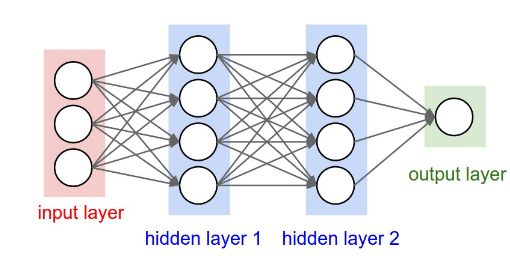 input layer
hidden layer 1
hidden layer 2
output layer